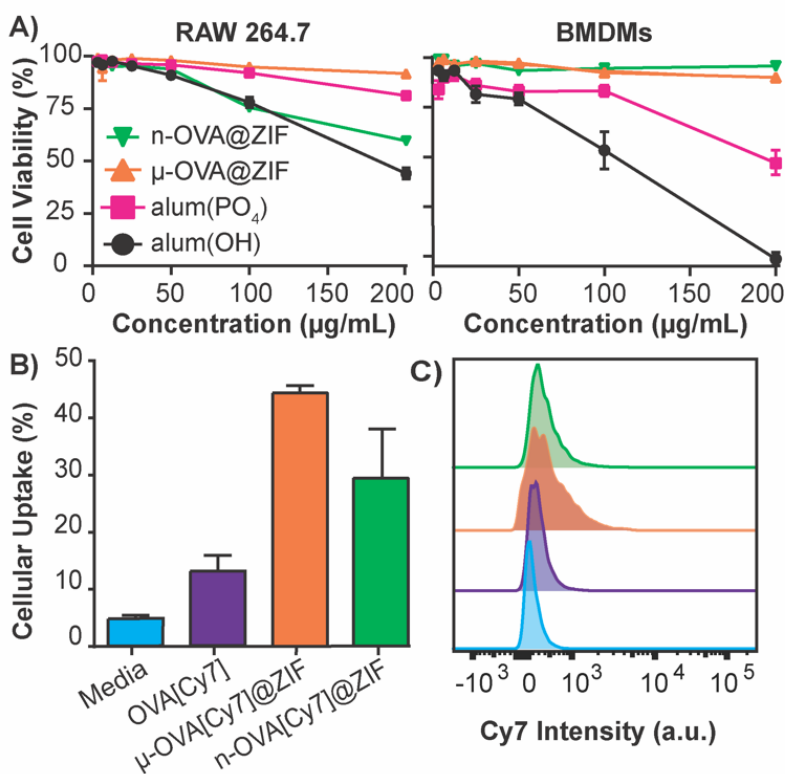 A)
RAW 264.7
BMDMs
Cell Viability (%)
100
75
50
25
0
n-OVA@ZIF
μ-OVA@ZIF
alum(PO₄)
alum(OH)
0 50 100 150 200
0 50 100 150 200
Concentration (μg/mL)
Concentration (μg/mL)
B)
Cellular Uptake (%)
50
40
30
20
10
0
Media
OVA[Cy7]
μ-OVA[Cy7]@ZIF
n-OVA[Cy7]@ZIF
C)
-10³ 0 10³ 10⁴ 10⁵
Cy7 Intensity (a.u.)